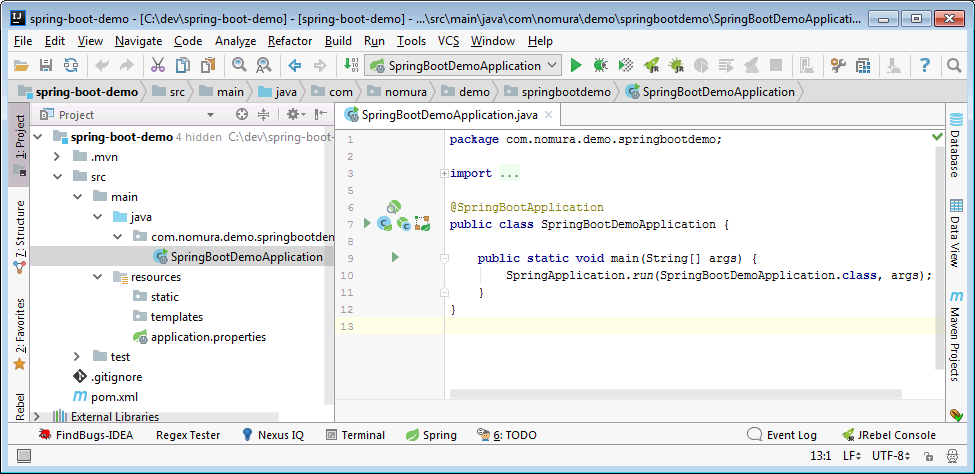 spring-boot-demo - [C:\dev\spring-boot-demo] - [spring-boot-demo] - ...\src\main\java\com\nomura\demo\springbootdemo\SpringBootDemoApplication....
File Edit View Navigate Code Analyze Refactor Build Run Tools VCS Window Help
SpringBootDemoApplication
spring-boot-demo src main java com nomura demo springbootdemo SpringBootDemoApplication
1: Project
7: Structure
2: Favorites
JRebel
Project
spring-boot-demo 4 hidden C:\dev\spring-
.mvn
src
main
java
com.nomura.demo.springbootdem
SpringBootDemoApplication
resources
static
templates
application.properties
test
.gitignore
pom.xml
External Libraries
SpringBootDemoApplication.java
1 package com.nomura.demo.springbootdemo;
2
3 import ...
5
6 @SpringBootApplication
7 public class SpringBootDemoApplication {
8
9 public static void main(String[] args) {
10 SpringApplication.run(SpringBootDemoApplication.class, args);
11 }
12 }
13
Database
Data View
Maven Projects
FindBugs-IDEA Regex Tester Nexus IQ Terminal Spring 6: TODO Event Log JRebel Console
13:1 LF UTF-8